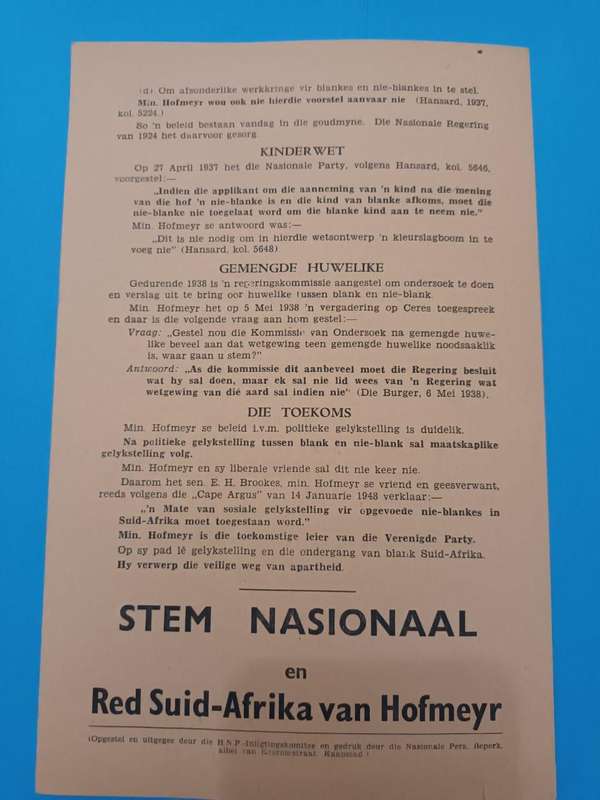 (d) Om afsonderlike werkkringe vir blankes en nie-blankes in te stel.
Min. Hofmeyr wou ook nie hierdie voorstel aanvaar nie (Hansard, 1937,
kol. 5224.)
So 'n beleid bestaan vandag in die goudmyne. Die Nasionale Regering
van 1924 het daarvoor gesorg.
KINDERWET
Op 27 April 1937 het die Nasionale Party, volgens Hansard, kol. 5646,
voorgestel:—
„Indien die applikant om die aanneming van 'n kind na die mening
van die hof 'n nie-blanke is en die kind van blanke afkoms, moet die
nie-blanke nie toegelaat word om die blanke kind aan te neem nie."
Min. Hofmeyr se antwoord was:—
„Dit is nie nodig om in hierdie wetsontwerp 'n kleurslagboom in te
voeg nie" (Hansard, kol. 5648)
GEMENGDE HUWELIKE
Gedurende 1938 is 'n regeringskommissie aangestel om ondersoek te doen
en verslag uit te bring oor huwelike tussen blank en nie-blank.
Min. Hofmeyr het op 5 Mei 1938 'n vergadering op Ceres toegespreek
en daar is die volgende vraag aan hom gestel:—
Vraag: „Gestel nou die Kommissie van Ondersoek na gemengde huwe-
like beveel aan dat wetgewing teen gemengde huwelike noodsaaklik
is, waar gaan u stem?"
Antwoord: „As die kommissie dit aanbeveel moet die Regering besluit
wat hy sal doen, maar ek sal nie lid wees van 'n Regering wat
wetgewing van dié aard sal indien nie" (Die Burger, 6 Mei 1938).
DIE TOEKOMS
Min. Hofmeyr se beleid i.v.m. politieke gelykstelling is duidelik.
Na politieke gelykstelling tussen blank en nie-blank sal maatskaplike
gelykstelling volg.
Min. Hofmeyr en sy liberale vriende sal dit nie keer nie.
Daarom het sen. E. H. Brookes, min. Hofmeyr se vriend en geesverwant,
reeds volgens die „Cape Argus" van 14 Januarie 1948 verklaar:—
„'n Mate van sosiale gelykstelling vir opgevoede nie-blankes in
Suid-Afrika moet toegestaan word."
Min. Hofmeyr is die toekomstige leier van die Verenigde Party.
Op sy pad lê gelykstelling en die ondergang van blank Suid-Afrika.
Hy verwerp die veilige weg van apartheid.
STEM NASIONAAL
en
Red Suid-Afrika van Hofmeyr
(Opgestel en uitgegee deur die H.N.P.-Inligtingskomitee en gedruk deur die Nasionale Pers, Beperk,
Kaapstad.)